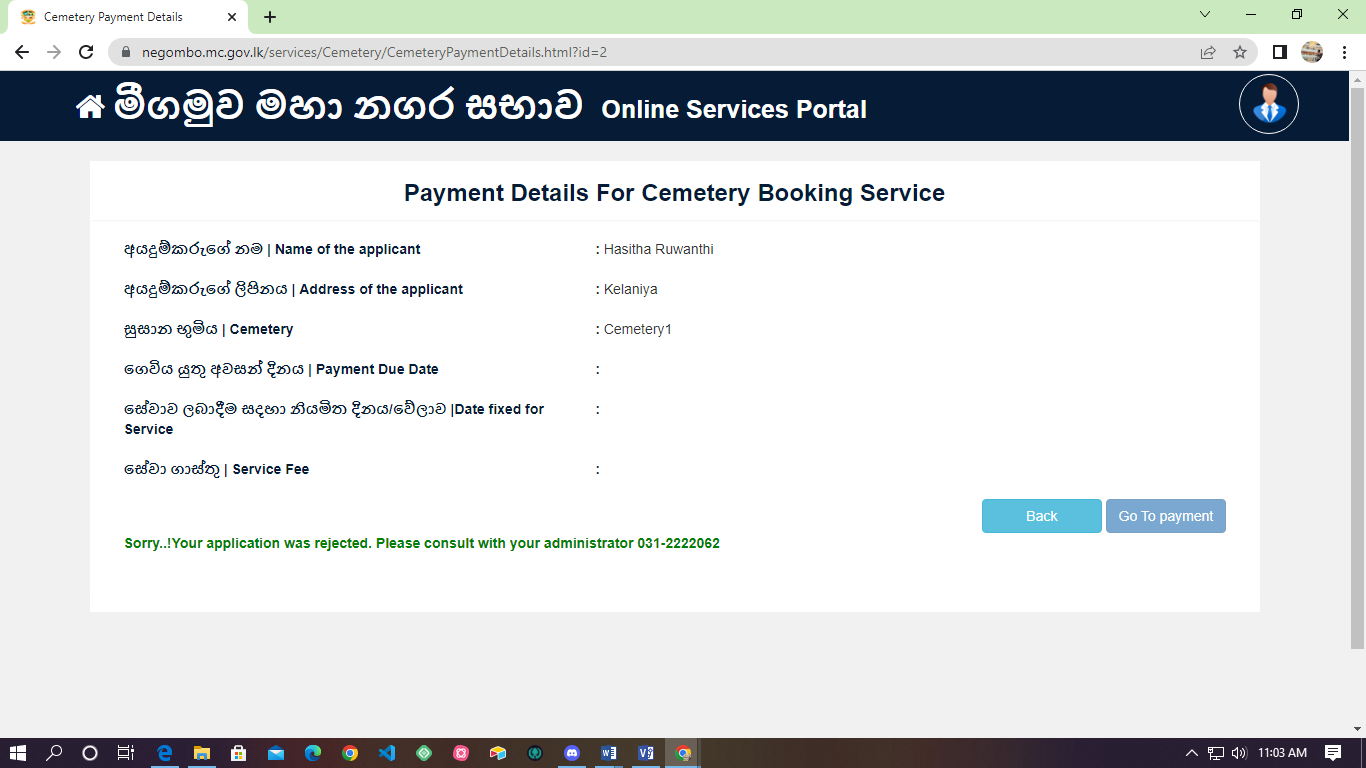 Cemetery Payment Details
negombo.mc.gov.lk/services/Cemetery/CemeteryPaymentDetails.html?id=2
මීගමුව මහා නගර සභාව Online Services Portal
Payment Details For Cemetery Booking Service
අයදුම්කරුගේ නම | Name of the applicant : Hasitha Ruwanthi
අයදුම්කරුගේ ලිපිනය | Address of the applicant : Kelaniya
සුසාන භුමිය | Cemetery : Cemetery1
ගෙවිය යුතු අවසන් දිනය | Payment Due Date :
සේවාව ලබාදීම සදහා නියමිත දිනය/වේලාව |Date fixed for :
Service
සේවා ගාස්තු | Service Fee :
Back Go To payment
Sorry..!Your application was rejected. Please consult with your administrator 031-2222062
11:03 AM